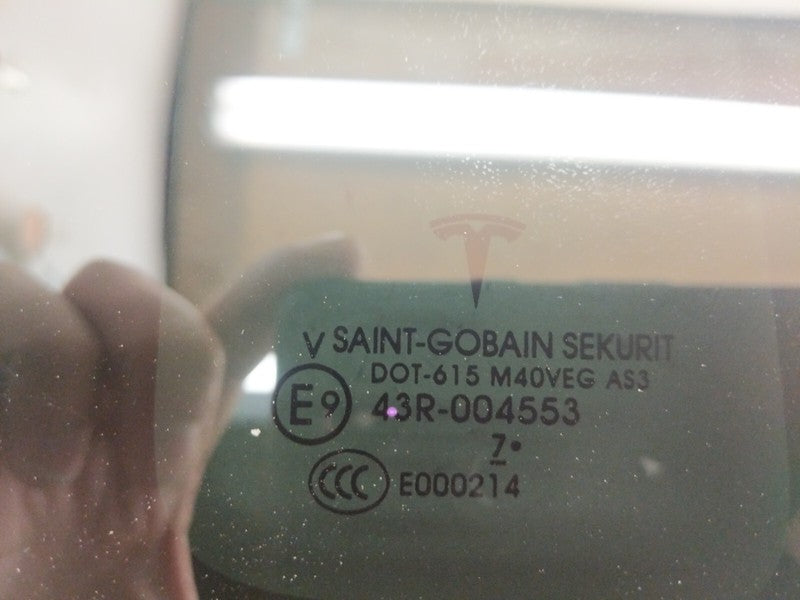 V SAINT-GOBAIN SEKURIT
DOT-615 M40VEG AS3
E9 43R-004553
7•
CCC E000214